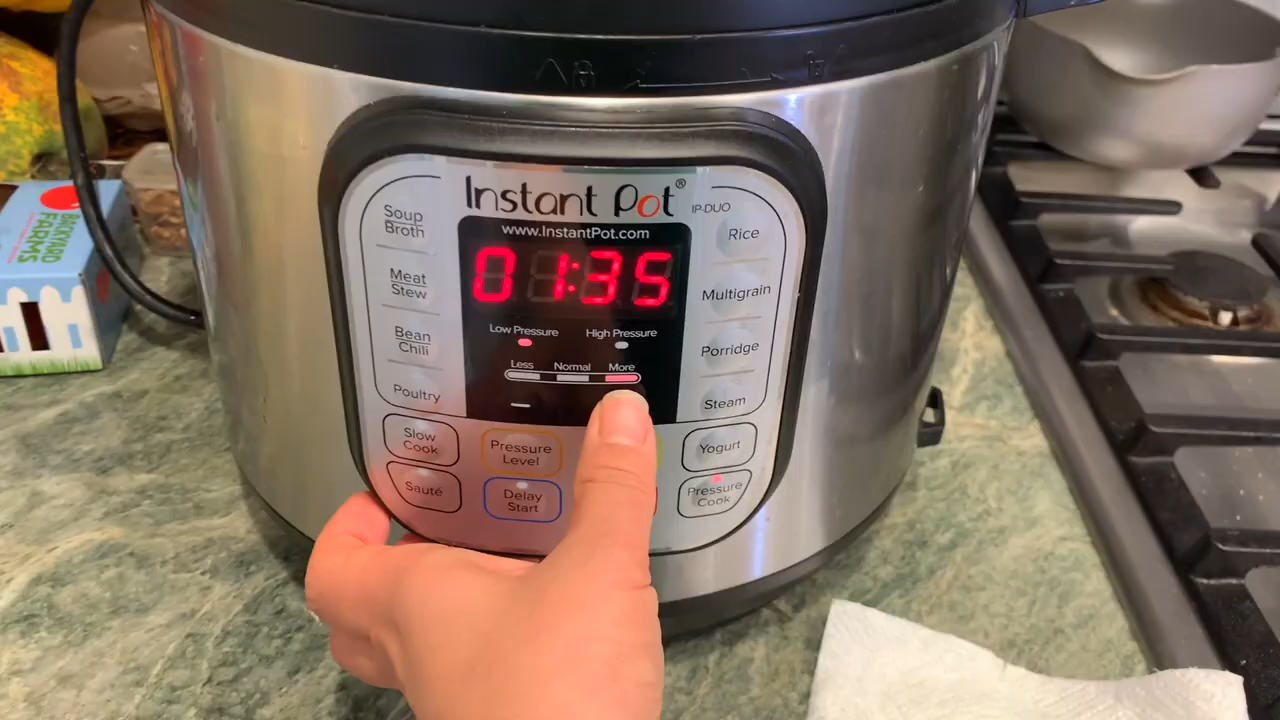 Instant Pot®
IP-DUO
www.InstantPot.com
01:35
Low Pressure
High Pressure
Less
Normal
More
Soup
Broth
Meat
Stew
Bean
Chili
Poultry
Slow
Cook
Sauté
Pressure
Level
Delay
Start
Rice
Multigrain
Porridge
Steam
Yogurt
Pressure
Cook
BACKYARD
FARMS